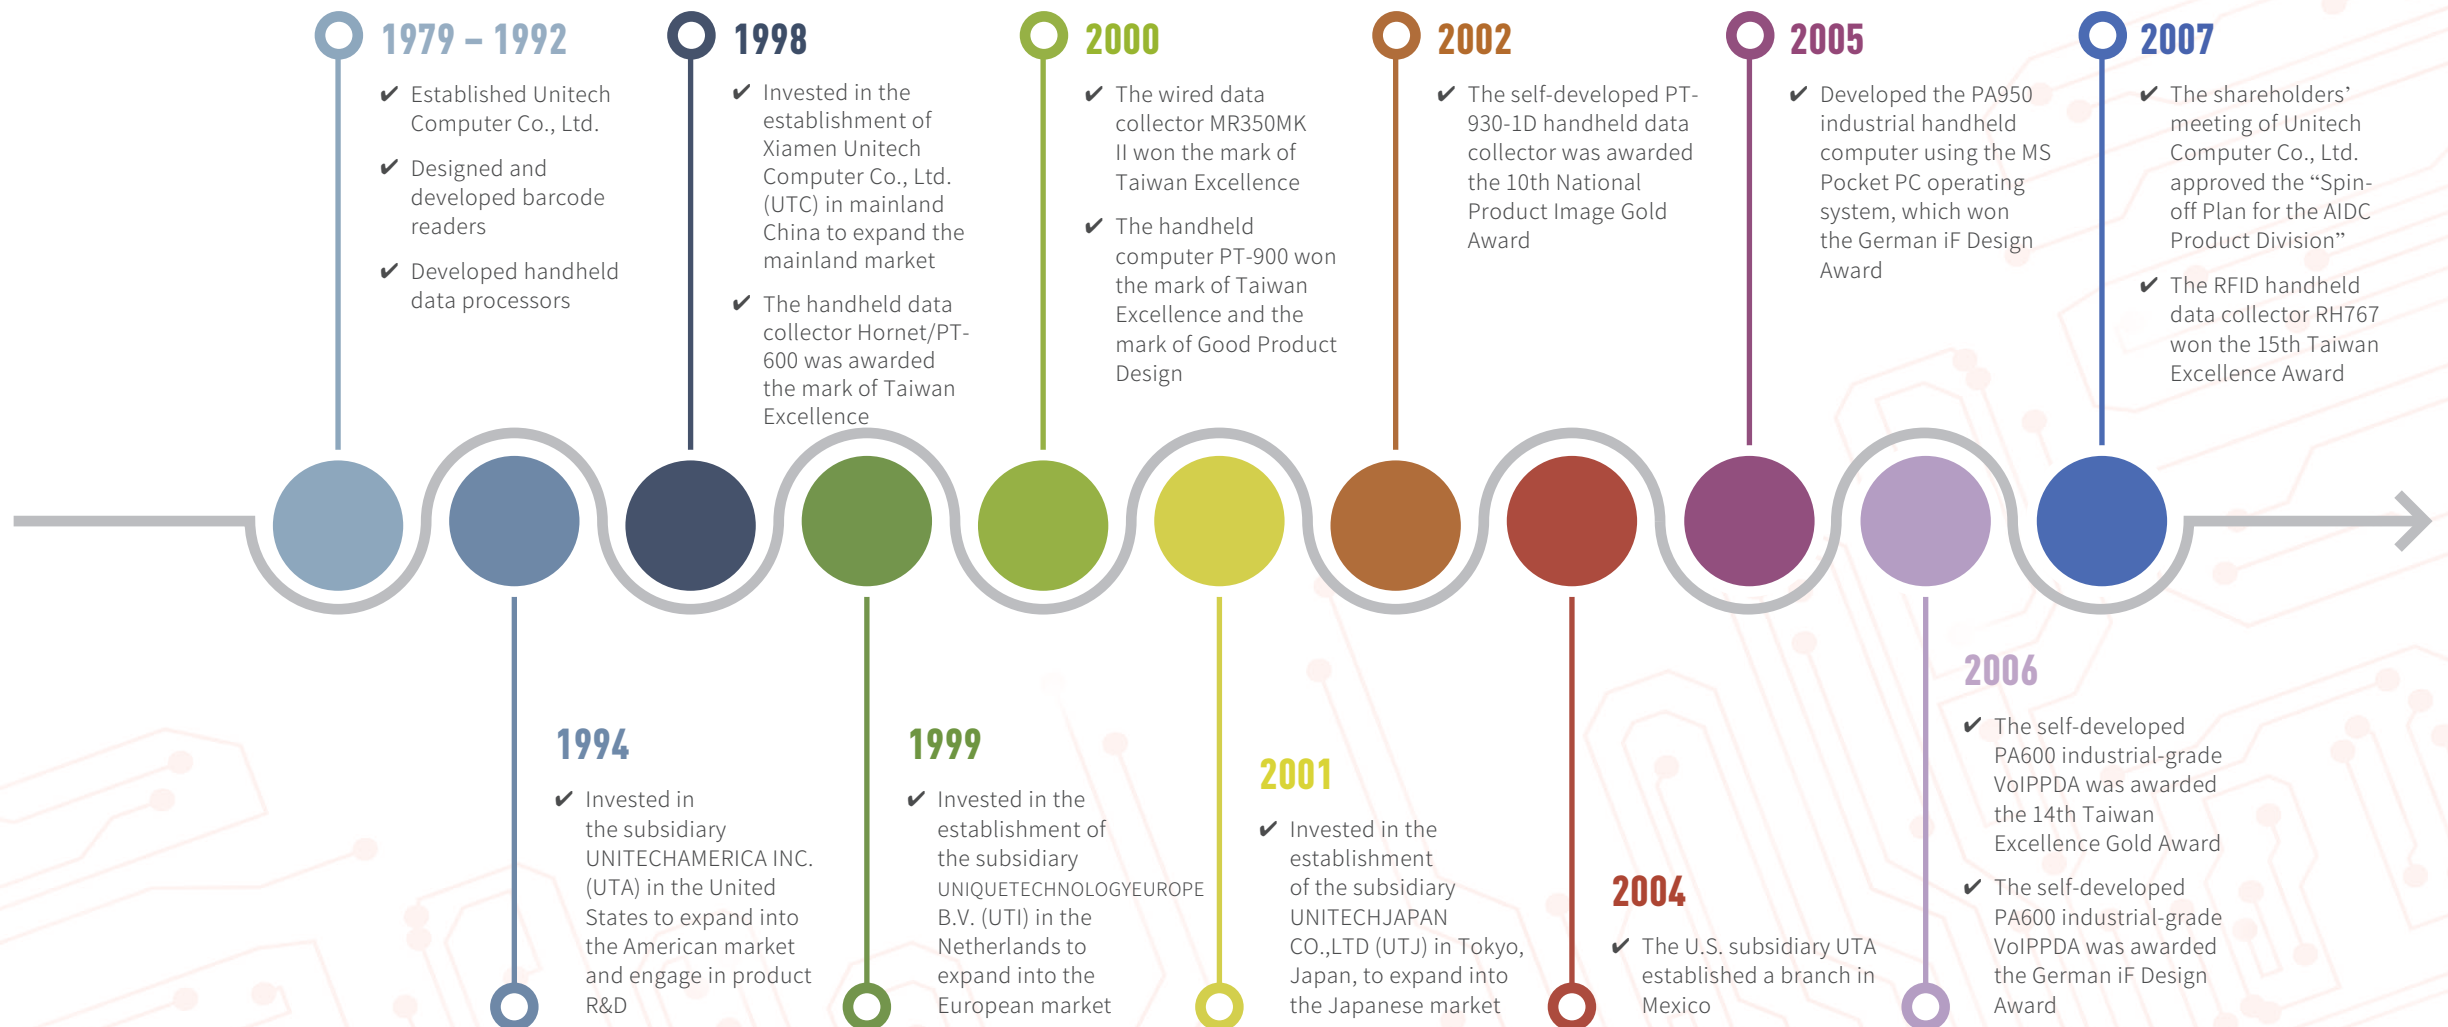 1979 – 1992
✔ Established Unitech
Computer Co., Ltd.
✔ Designed and
developed barcode
readers
✔ Developed handheld
data processors
1998
✔ Invested in the
establishment of
Xiamen Unitech
Computer Co., Ltd.
(UTC) in mainland
China to expand the
mainland market
✔ The handheld data
collector Hornet/PT-
600 was awarded
the mark of Taiwan
Excellence
2000
✔ The wired data
collector MR350MK
II won the mark of
Taiwan Excellence
✔ The handheld
computer PT-900 won
the mark of Taiwan
Excellence and the
mark of Good Product
Design
2002
✔ The self-developed PT-
930-1D handheld data
collector was awarded
the 10th National
Product Image Gold
Award
2005
✔ Developed the PA950
industrial handheld
computer using the MS
Pocket PC operating
system, which won
the German iF Design
Award
2007
✔ The shareholders’
meeting of Unitech
Computer Co., Ltd.
approved the “Spin-
off Plan for the AIDC
Product Division”
✔ The RFID handheld
data collector RH767
won the 15th Taiwan
Excellence Award
1994
✔ Invested in
the subsidiary
UNITECHAMERICA INC.
(UTA) in the United
States to expand into
the American market
and engage in product
R&D
1999
✔ Invested in the
establishment of
the subsidiary
UNIQUETECHNOLOGYEUROPE
B.V. (UTI) in the
Netherlands to
expand into the
European market
2001
✔ Invested in the
establishment
of the subsidiary
UNITECHJAPAN
CO.,LTD (UTJ) in Tokyo,
Japan, to expand into
the Japanese market
2004
✔ The U.S. subsidiary UTA
established a branch in
Mexico
2006
✔ The self-developed
PA600 industrial-grade
VoIPPDA was awarded
the 14th Taiwan
Excellence Gold Award
✔ The self-developed
PA600 industrial-grade
VoIPPDA was awarded
the German iF Design
Award